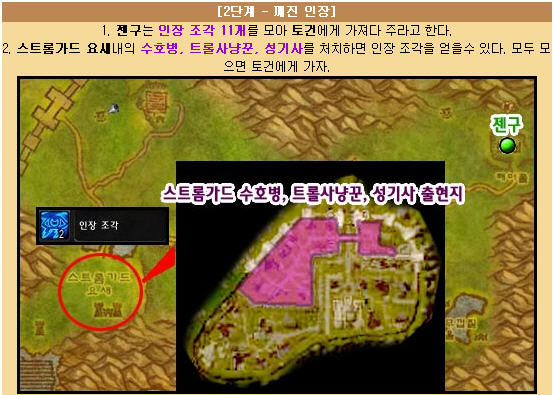 [2단계 - 깨진 인장]
1. 젠구는 인장 조각 11개를 모아 토건에게 가져다 주라고 한다.
2. 스트롬가드 요새내의 수호병, 트롤사냥꾼, 성기사를 처치하면 인장 조각을 얻을수 있다. 모두 모
으면 토건에게 가자.
젠구
스트롬가드 수호병, 트롤사냥꾼, 성기사 출현지
2
인장 조각
스트롬가드
요새